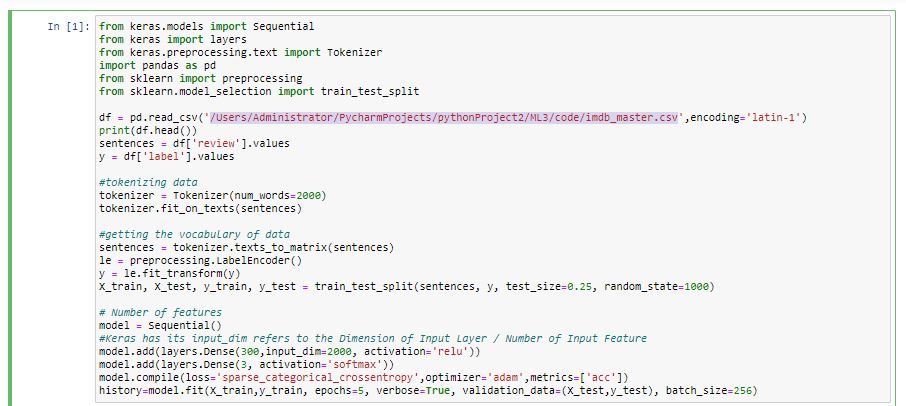 In [1]: from keras.models import Sequential
from keras import layers
from keras.preprocessing.text import Tokenizer
import pandas as pd
from sklearn import preprocessing
from sklearn.model_selection import train_test_split

df = pd.read_csv('/Users/Administrator/PycharmProjects/pythonProject2/ML3/code/imdb_master.csv',encoding='latin-1')
print(df.head())
sentences = df['review'].values
y = df['label'].values

#tokenizing data
tokenizer = Tokenizer(num_words=2000)
tokenizer.fit_on_texts(sentences)

#getting the vocabulary of data
sentences = tokenizer.texts_to_matrix(sentences)
le = preprocessing.LabelEncoder()
y = le.fit_transform(y)
X_train, X_test, y_train, y_test = train_test_split(sentences, y, test_size=0.25, random_state=1000)

# Number of features
model = Sequential()
#Keras has its input_dim refers to the Dimension of Input Layer / Number of Input Feature
model.add(layers.Dense(300,input_dim=2000, activation='relu'))
model.add(layers.Dense(3, activation='softmax'))
model.compile(loss='sparse_categorical_crossentropy',optimizer='adam',metrics=['acc'])
history=model.fit(X_train,y_train, epochs=5, verbose=True, validation_data=(X_test,y_test), batch_size=256)